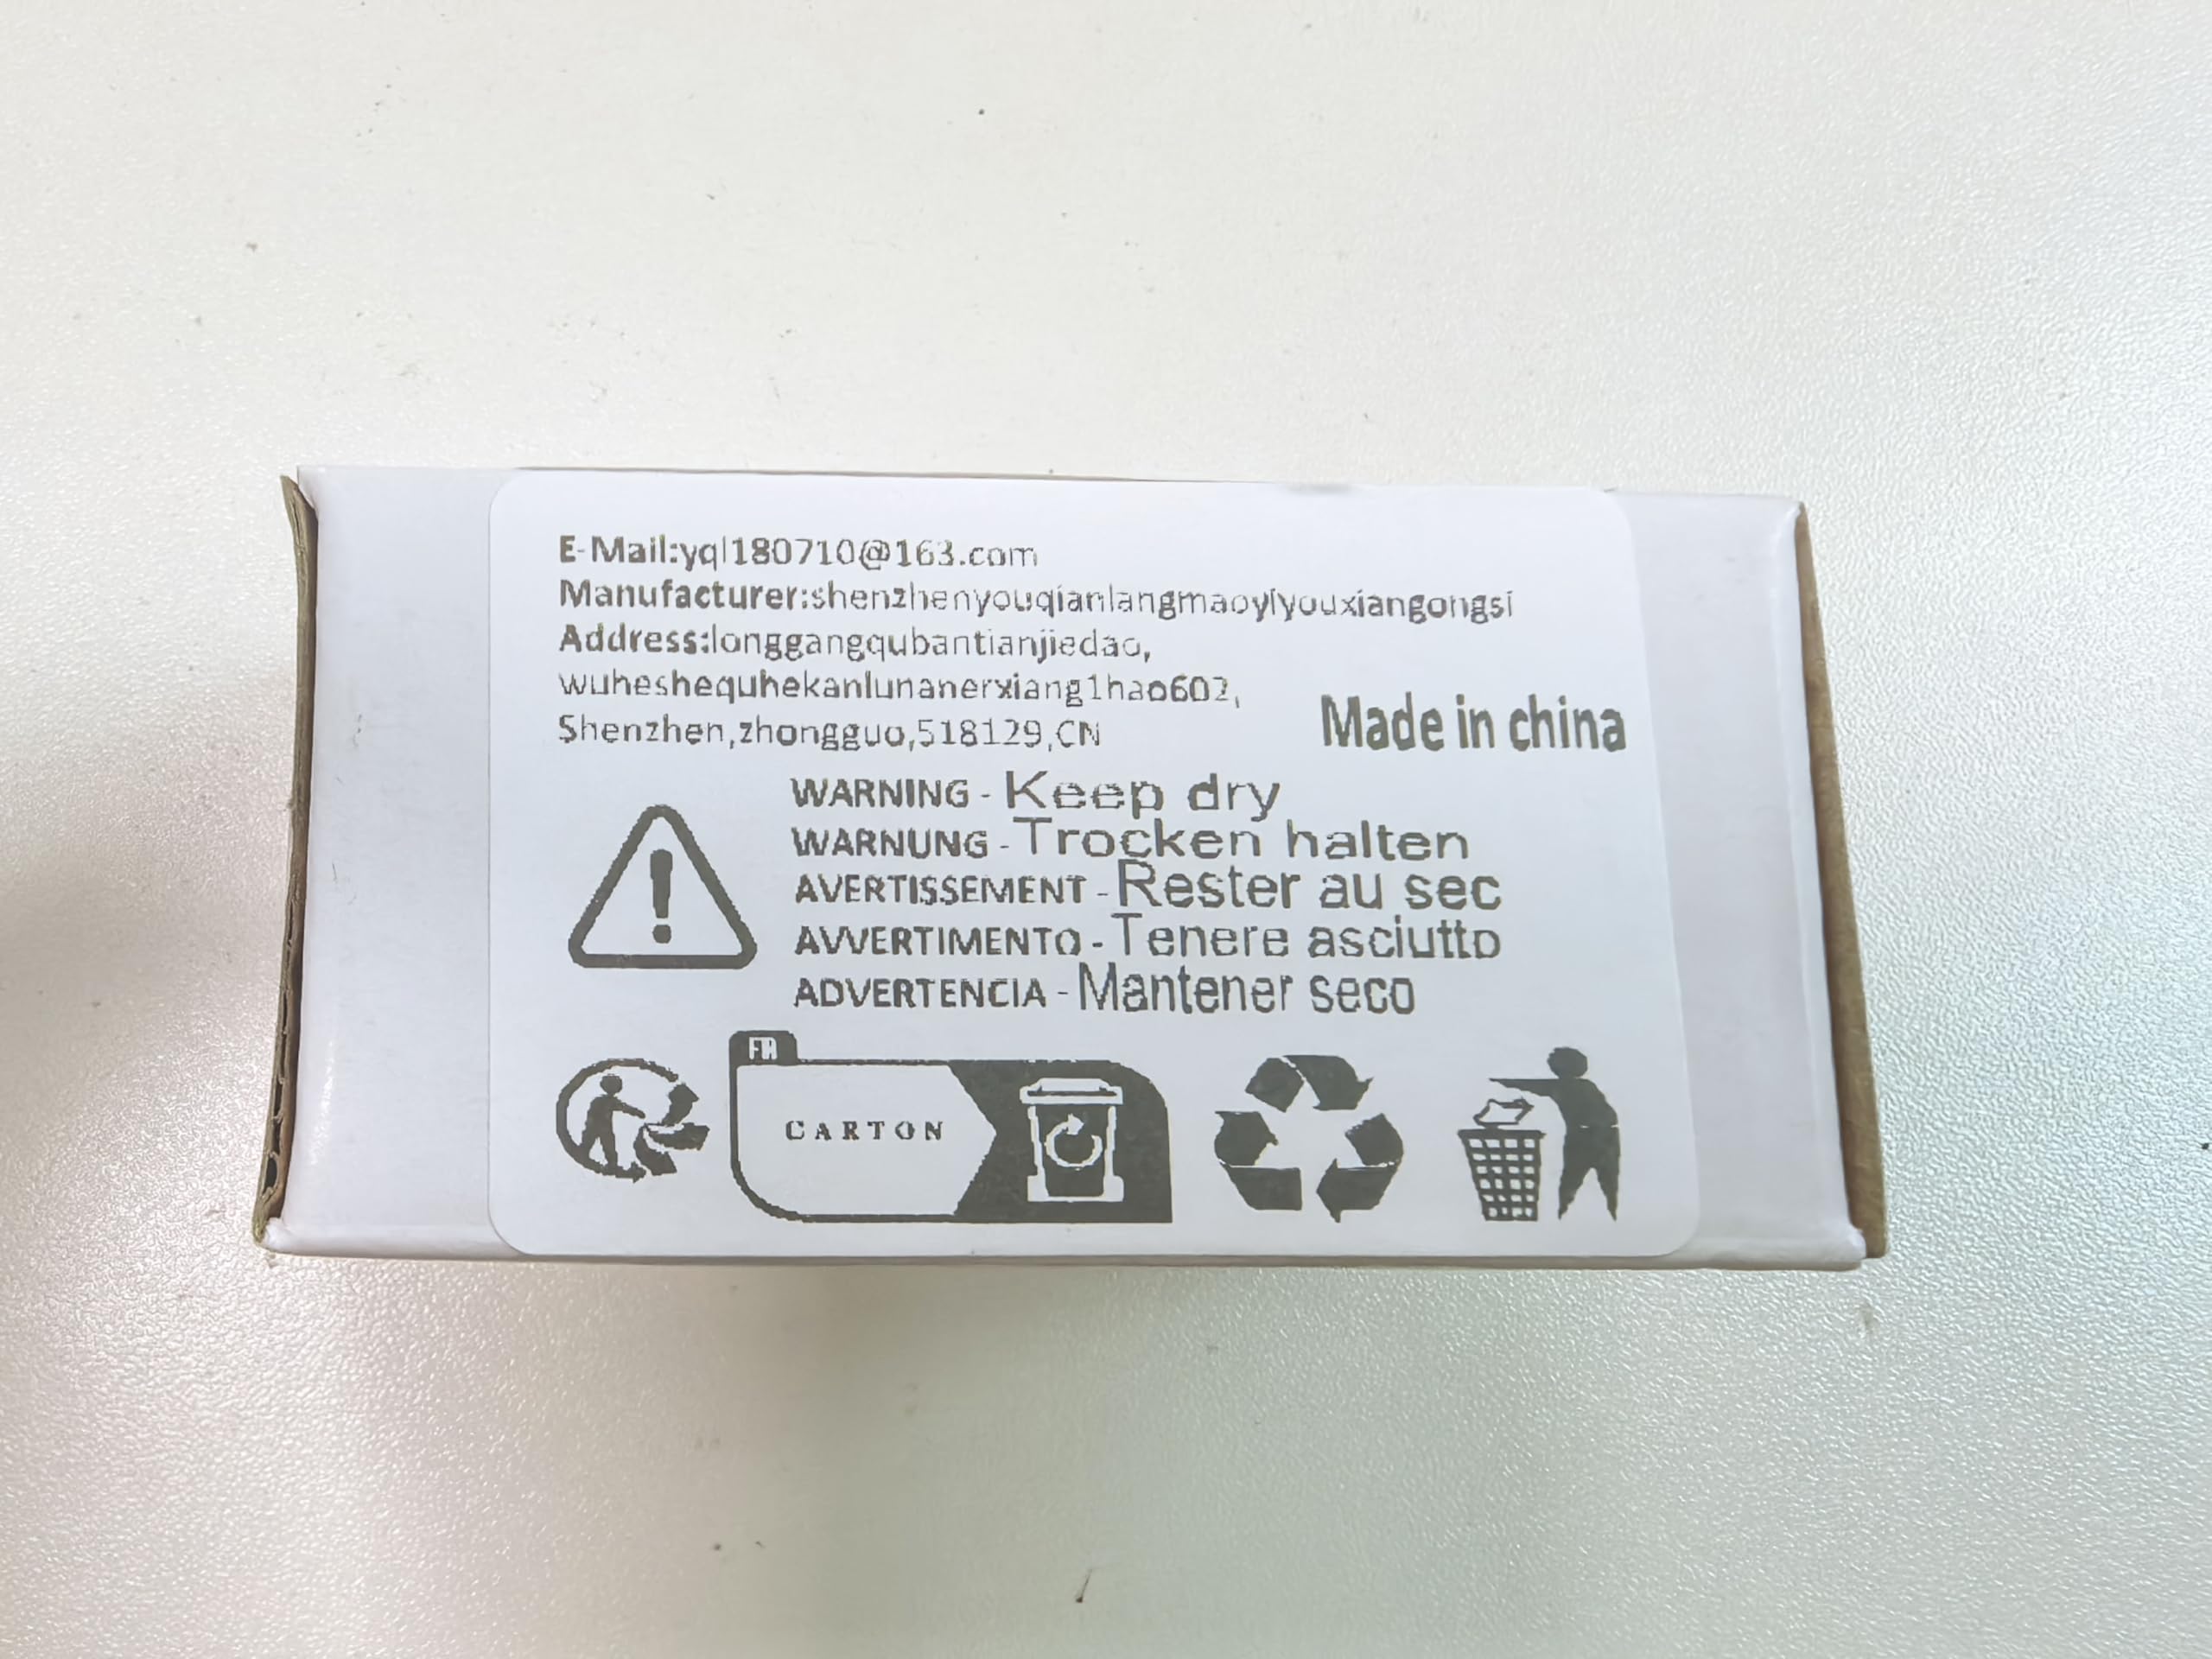 E-Mail:yql180710@163.com
Manufacturer:shenzhenyouqianlangmaoyiyouxiangongsi
Address:longgangqubantianjiedao,
wuheshequhekanlunanerxiang1hao602,
Shenzhen,zhongguo,518129,CN
Made in china
WARNING - Keep dry
WARNUNG - Trocken halten
AVERTISSEMENT - Rester au sec
AVVERTIMENTO - Tenere asciutto
ADVERTENCIA - Mantener seco
FR
CARTON